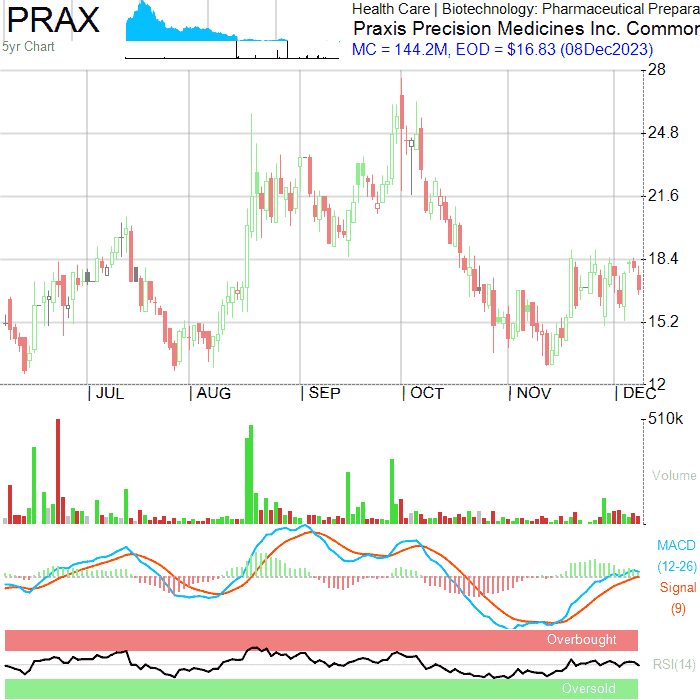 PRAX
5yr Chart
Health Care | Biotechnology: Pharmaceutical Prepara
Praxis Precision Medicines Inc. Common
MC = 144.2M, EOD = $16.83 (08Dec2023)
28
24.8
21.6
18.4
15.2
12
| JUL | AUG | SEP | OCT | NOV | DEC
510k
Volume
MACD
(12-26)
Signal
(9)
Overbought
RSI(14)
Oversold